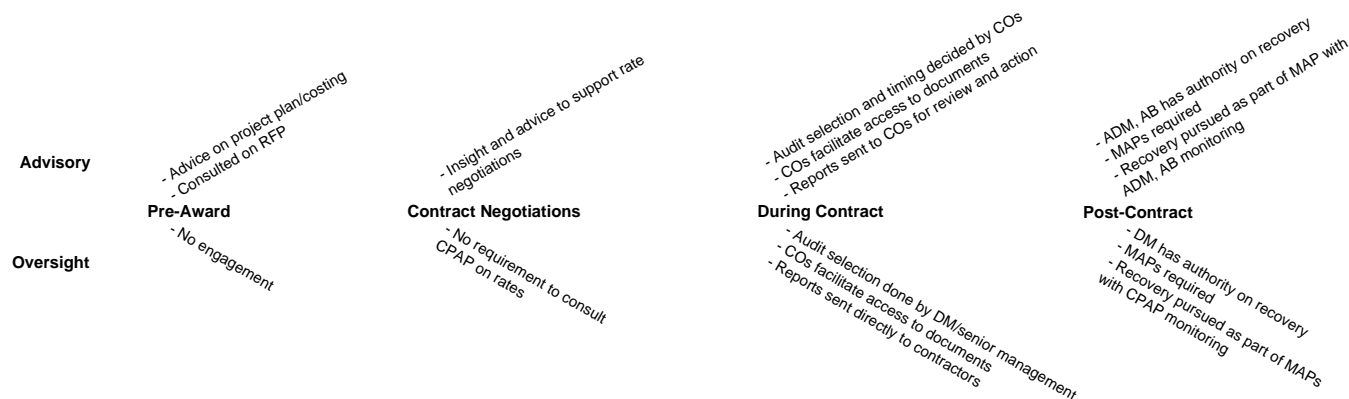 Advisory
- Advice on project plan/costing
- Consulted on RFP
- Insight and advice to support rate
negotiations
- Audit selection and timing decided by COs
- COs facilitate access to documents
- Reports sent to COs for review and action
- ADM, AB has authority on recovery
- MAPs required
- Recovery pursued as part of MAP with
ADM, AB monitoring
Pre-Award
Contract Negotiations
During Contract
Post-Contract
Oversight
- No engagement
- No requirement to consult
CPAP on rates
- Audit selection done by DM/senior management
- COs facilitate access to documents
- Reports sent directly to contractors
- DM has authority on recovery
- MAPs required
- Recovery pursued as part of MAPs
with CPAP monitoring